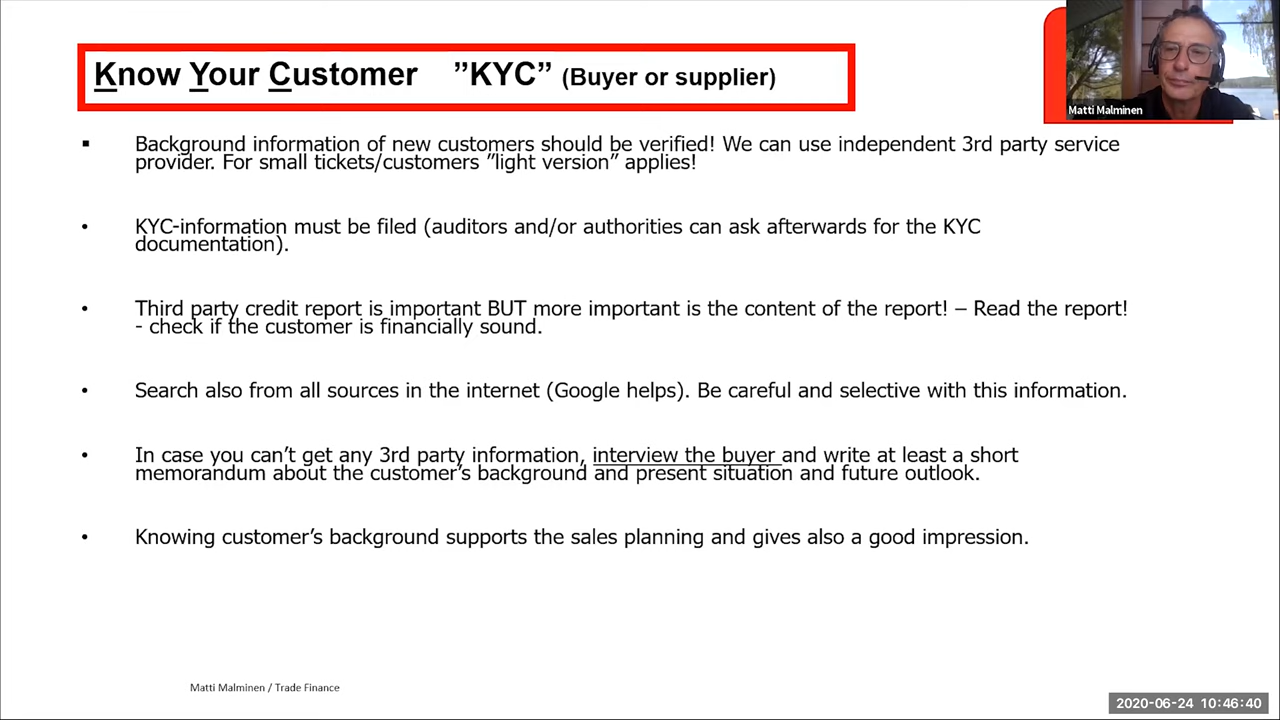 Know Your Customer ”KYC” (Buyer or supplier)
Matti Malminen
▪ Background information of new customers should be verified! We can use independent 3rd party service
provider. For small tickets/customers ”light version” applies!
• KYC-information must be filed (auditors and/or authorities can ask afterwards for the KYC
documentation).
• Third party credit report is important BUT more important is the content of the report! – Read the report!
- check if the customer is financially sound.
• Search also from all sources in the internet (Google helps). Be careful and selective with this information.
• In case you can’t get any 3rd party information, interview the buyer and write at least a short
memorandum about the customer’s background and present situation and future outlook.
• Knowing customer’s background supports the sales planning and gives also a good impression.
Matti Malminen / Trade Finance
2020-06-24 10:46:40